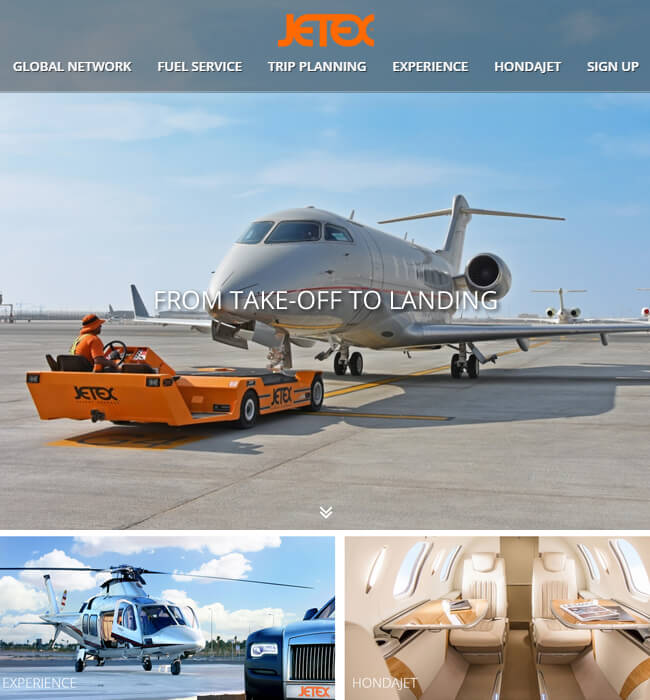 JETEX
GLOBAL NETWORK FUEL SERVICE TRIP PLANNING EXPERIENCE HONDAJET SIGN UP
FROM TAKE-OFF TO LANDING
JETEX
JETEX
JETEX
EXPERIENCE
HONDAJET